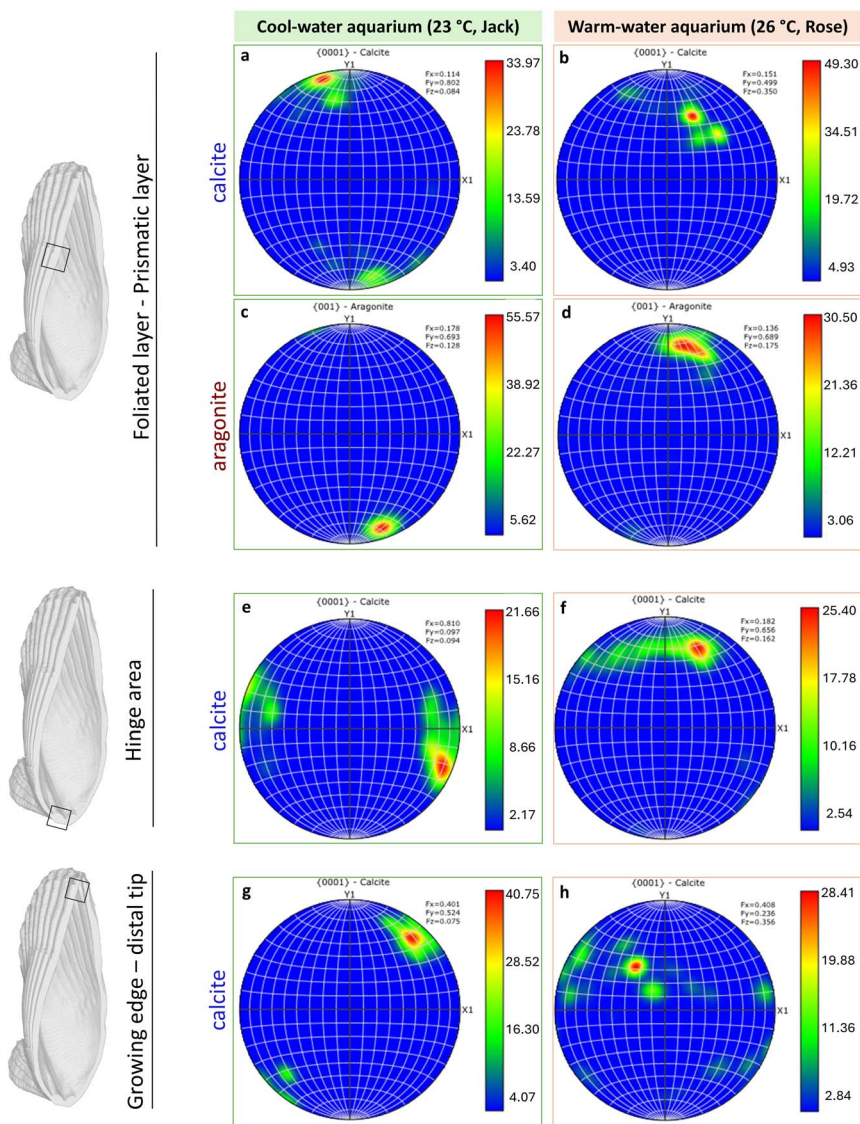 Cool-water aquarium (23 °C, Jack)
Warm-water aquarium (26 °C, Rose)
Foliated layer - Prismatic layer
calcite
a
{0001} - Calcite
Y1
Fx=0.114
Fy=0.802
Fz=0.084
X1
33.97
23.78
13.59
3.40
b
{0001} - Calcite
Y1
Fx=0.151
Fy=0.499
Fz=0.350
X1
49.30
34.51
19.72
4.93
aragonite
c
{001} - Aragonite
Y1
Fx=0.178
Fy=0.693
Fz=0.128
X1
55.57
38.92
22.27
5.62
d
{001} - Aragonite
Y1
Fx=0.136
Fy=0.689
Fz=0.175
X1
30.50
21.36
12.21
3.06
Hinge area
calcite
e
{0001} - Calcite
Y1
Fx=0.810
Fy=0.097
Fz=0.094
X1
21.66
15.16
8.66
2.17
f
{0001} - Calcite
Y1
Fx=0.182
Fy=0.656
Fz=0.162
X1
25.40
17.78
10.16
2.54
Growing edge – distal tip
calcite
g
{0001} - Calcite
Y1
Fx=0.401
Fy=0.524
Fz=0.075
X1
40.75
28.52
16.30
4.07
h
{0001} - Calcite
Y1
Fx=0.408
Fy=0.236
Fz=0.356
X1
28.41
19.88
11.36
2.84